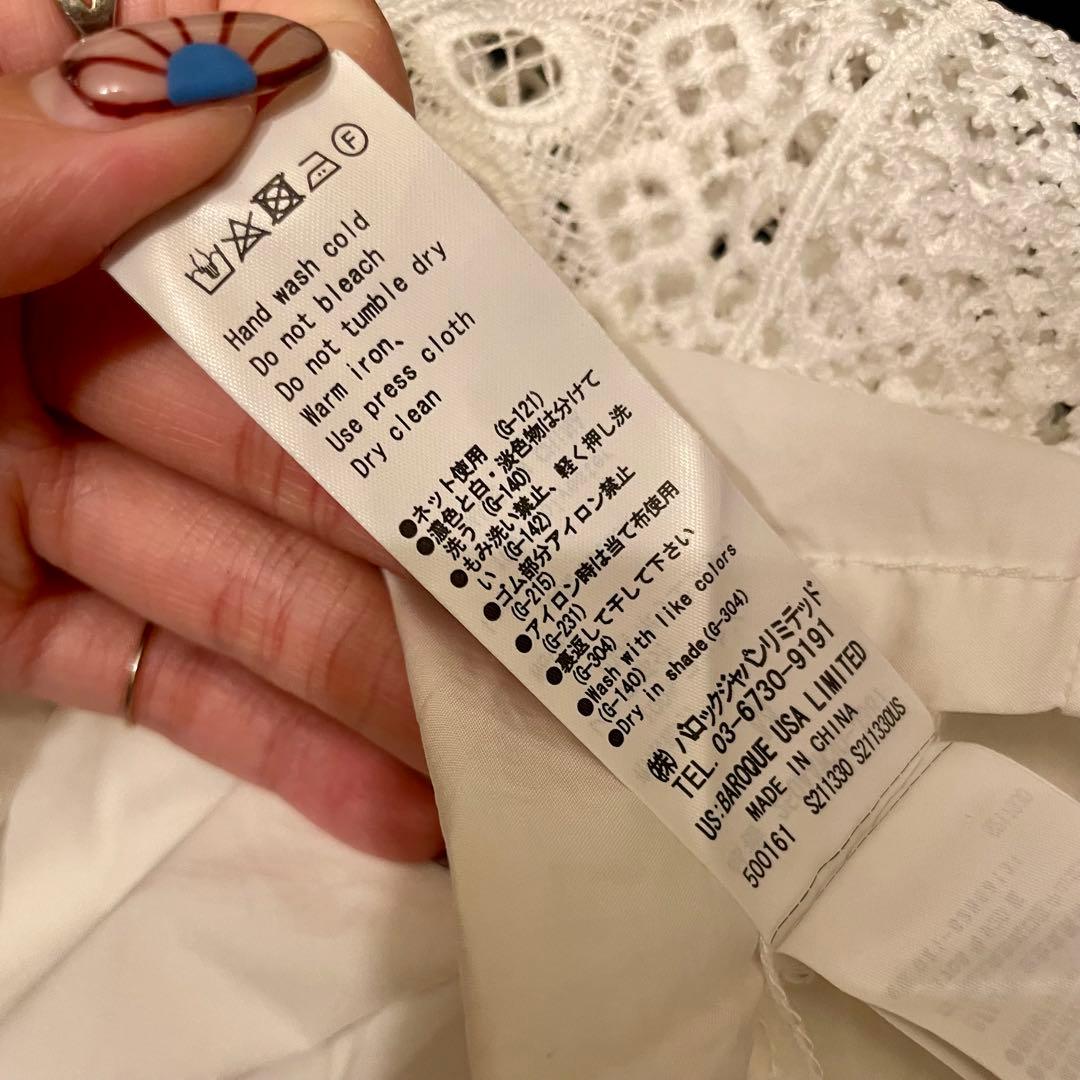 F
Hand wash cold
Do not bleach
Do not tumble dry
Warm iron、
Use press cloth
Dry clean
●ネット使用 (G-121)
●濃色と白・淡色物は分けて
洗う (G-140)
●もみ洗い禁止、軽く押し洗
い (G-142)
●ゴム部分アイロン禁止
(G-215)
●アイロン時は当て布使用
(G-231)
●裏返して干して下さい
(G-304)
●Wash with like colors
(G-140)
●Dry in shade(G-304)
(株) バロックジャパンリミテッド
TEL. 03-6730-9191
US:BAROQUE USA LIMITED
MADE IN CHINA
500161 S211330 S211330US